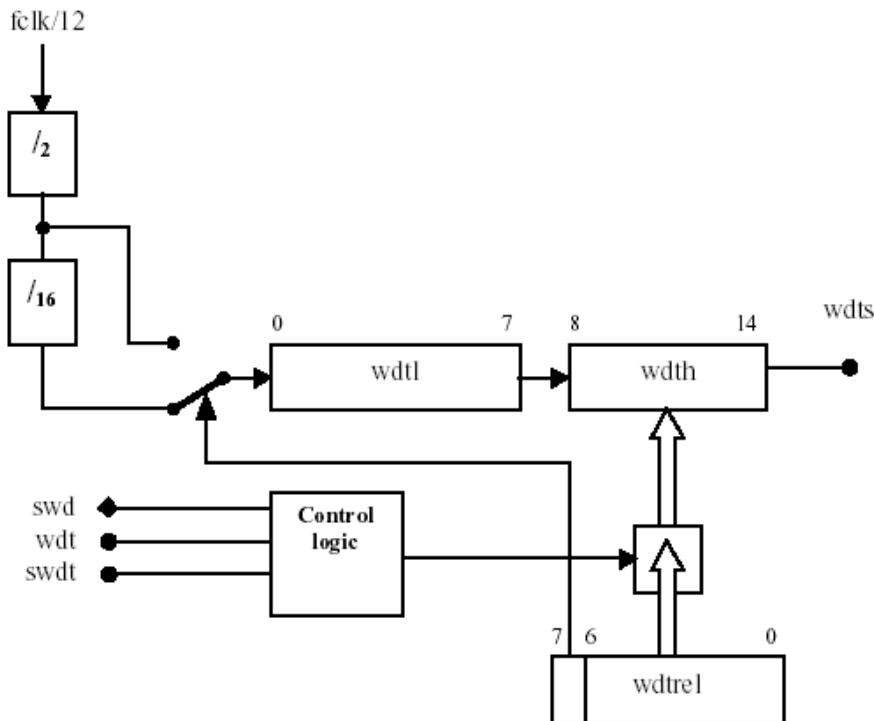 fclk/12
/2
/16
0 7 8 14 wdts
wdtl wdth
swd
wdt
swdt
Control
logic
7 6 0
wdtrel